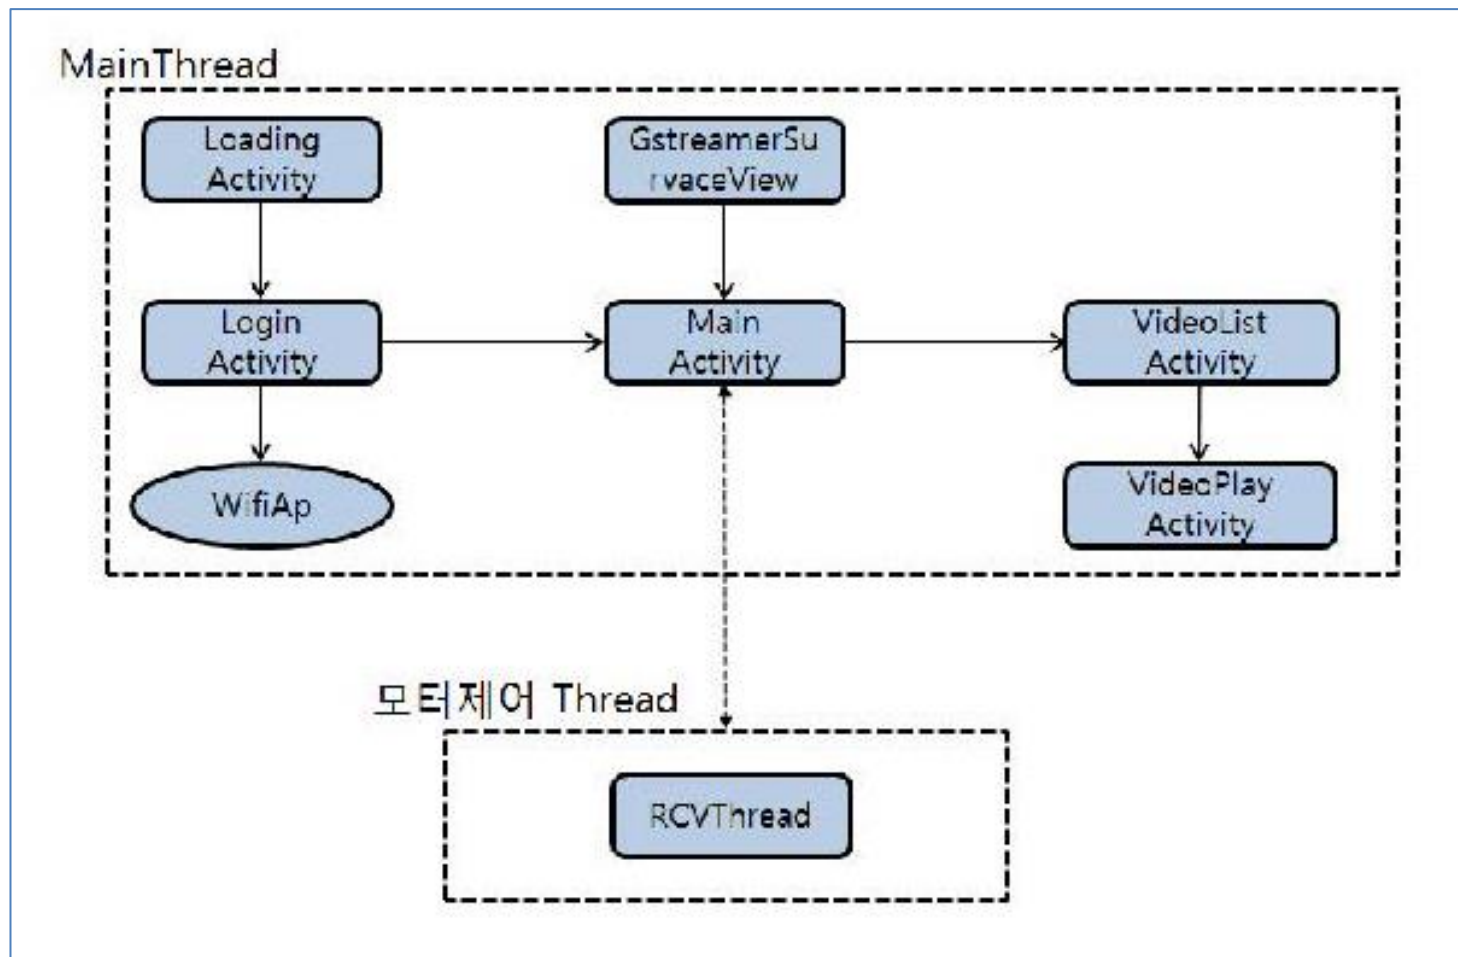 MainThread
Loading
Activity
GstreamerSu
rvaceView
Login
Activity
Main
Activity
VideoList
Activity
WifiAp
VideoPlay
Activity
모터제어 Thread
RCVThread